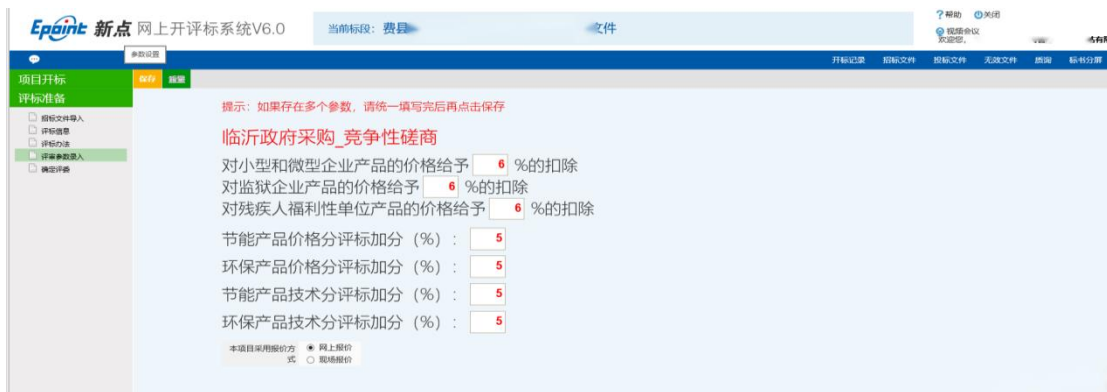 Epoint 新点 网上开评标系统V6.0
当前标段：费县
文件
?帮助 关闭
视频会议
欢迎您，
参数设置
开标记录 招标文件 投标文件 无效文件 质询 标书分屏
项目开标
保存
评标准备
招标文件导入
评标信息
评标办法
评审参数录入
确定评委
提示：如果存在多个参数，请统一填写完后再点击保存
临沂政府采购_竞争性磋商
对小型和微型企业产品的价格给予 6 %的扣除
对监狱企业产品的价格给予 6 %的扣除
对残疾人福利性单位产品的价格给予 6 %的扣除
节能产品价格分评标加分（%）： 5
环保产品价格分评标加分（%）： 5
节能产品技术分评标加分（%）： 5
环保产品技术分评标加分（%）： 5
本项目采用报价方式
网上报价
现场报价